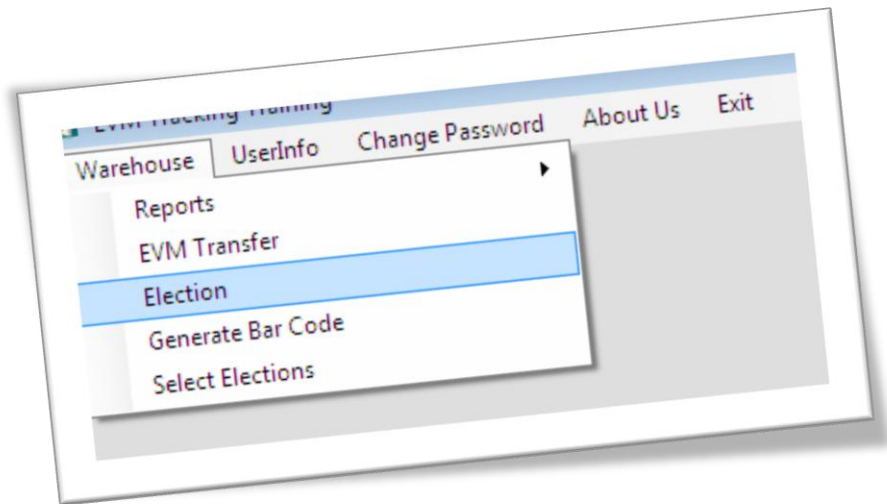 EVM Tracking Training
Warehouse UserInfo Change Password About Us Exit
Reports
EVM Transfer
Election
Generate Bar Code
Select Elections